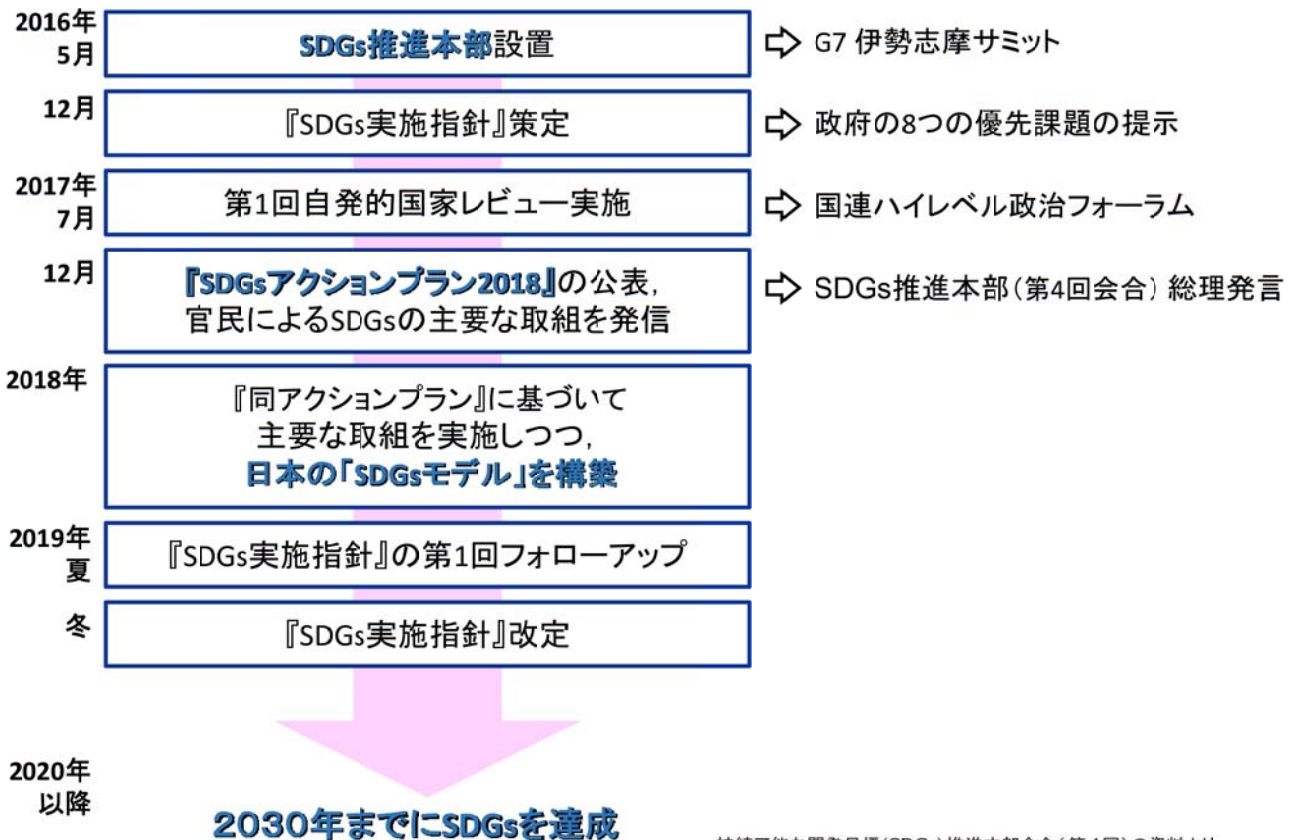 2016年
5月
SDGs推進本部設置
G7 伊勢志摩サミット
12月
『SDGs実施指針』策定
政府の8つの優先課題の提示
2017年
7月
第1回自発的国家レビュー実施
国連ハイレベル政治フォーラム
12月
『SDGsアクションプラン2018』の公表,
官民によるSDGsの主要な取組を発信
SDGs推進本部（第4回会合）総理発言
2018年
『同アクションプラン』に基づいて
主要な取組を実施しつつ,
日本の「SDGsモデル」を構築
2019年
夏
『SDGs実施指針』の第1回フォローアップ
冬
『SDGs実施指針』改定
2020年
以降
2030年までにSDGsを達成